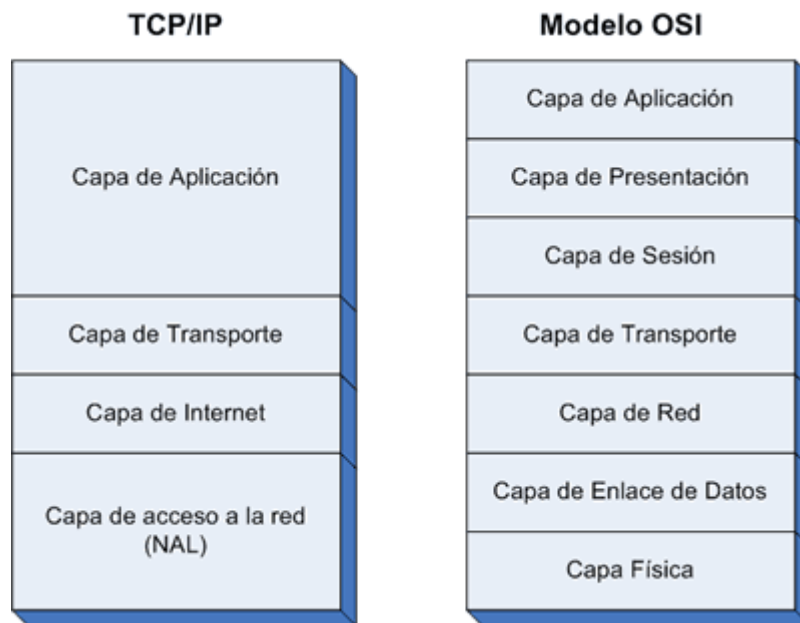 TCP/IP
Capa de Aplicación
Capa de Transporte
Capa de Internet
Capa de acceso a la red
(NAL)
Modelo OSI
Capa de Aplicación
Capa de Presentación
Capa de Sesión
Capa de Transporte
Capa de Red
Capa de Enlace de Datos
Capa Física